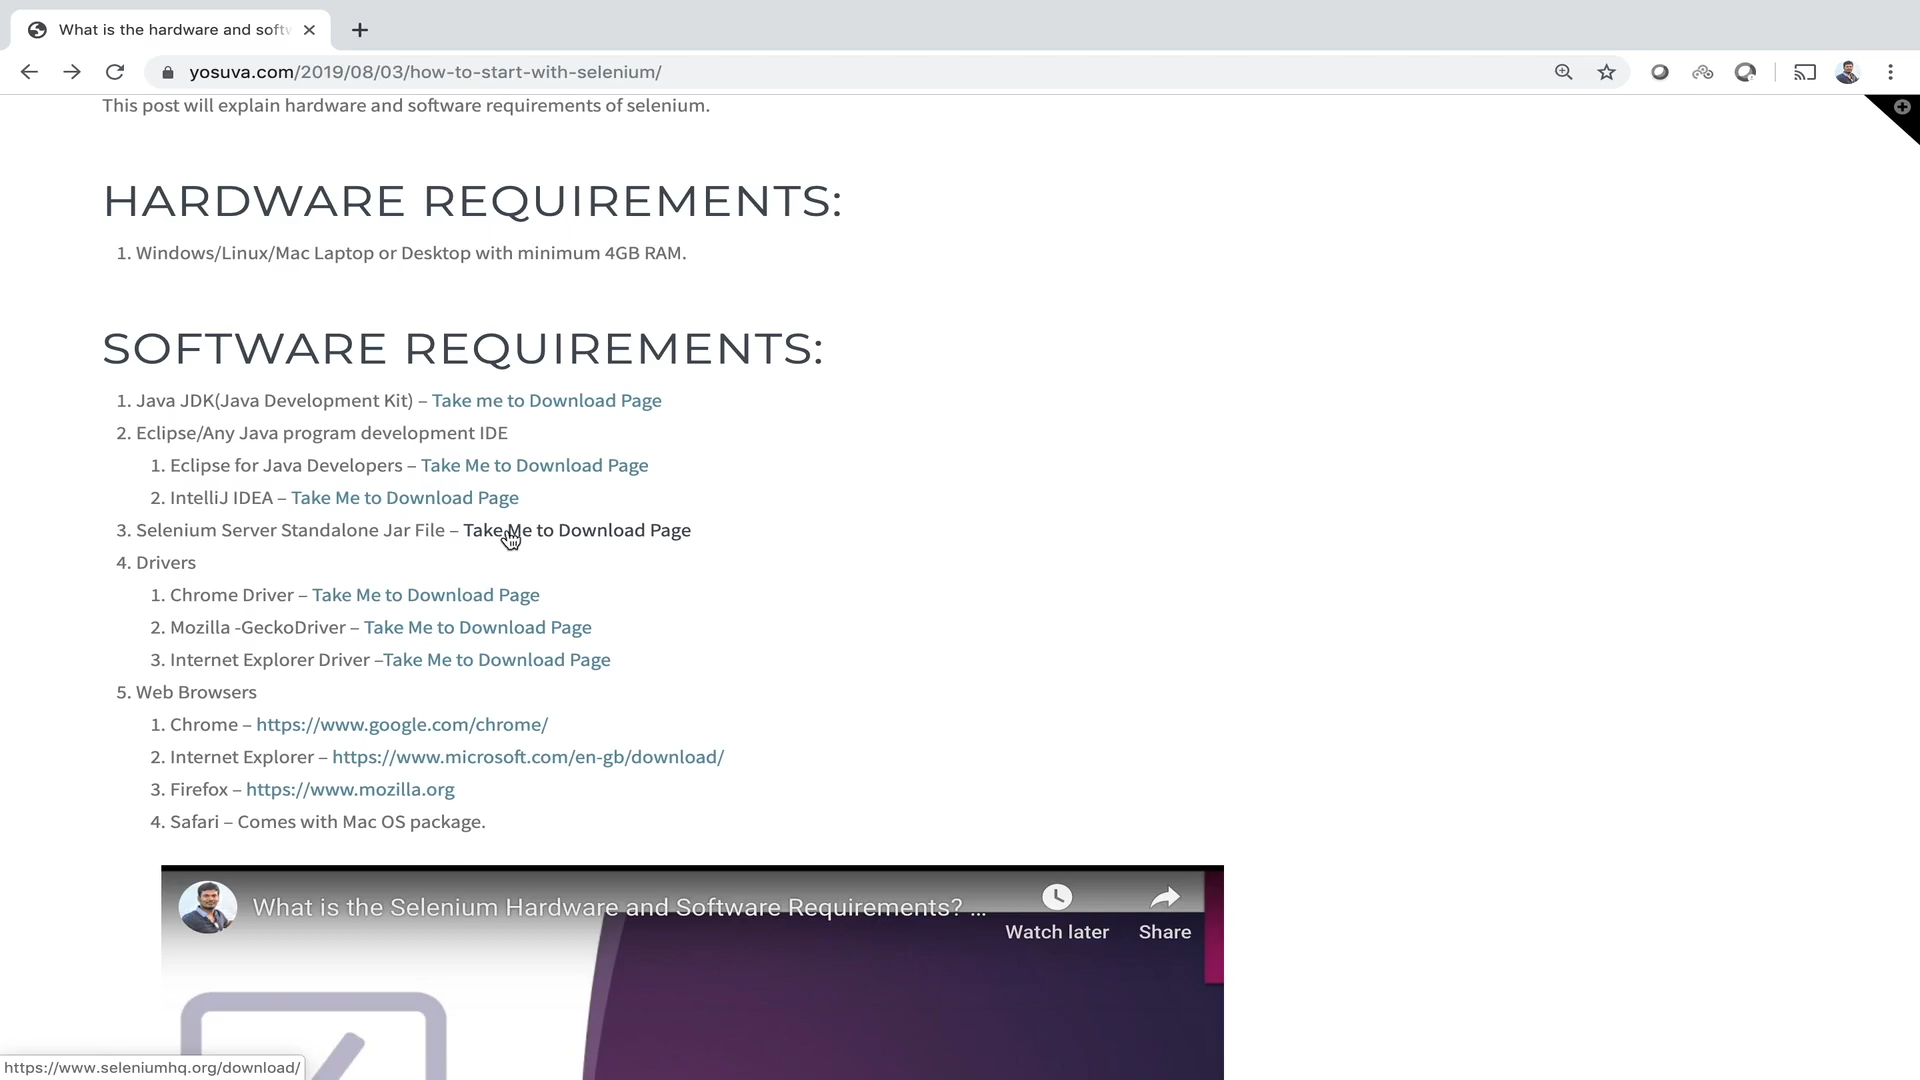 What is the hardware and softw
yosuva.com/2019/08/03/how-to-start-with-selenium/
This post will explain hardware and software requirements of selenium.
HARDWARE REQUIREMENTS:
1. Windows/Linux/Mac Laptop or Desktop with minimum 4GB RAM.
SOFTWARE REQUIREMENTS:
1. Java JDK(Java Development Kit) – Take me to Download Page
2. Eclipse/Any Java program development IDE
1. Eclipse for Java Developers – Take Me to Download Page
2. IntelliJ IDEA – Take Me to Download Page
3. Selenium Server Standalone Jar File – Take Me to Download Page
4. Drivers
1. Chrome Driver – Take Me to Download Page
2. Mozilla -GeckoDriver – Take Me to Download Page
3. Internet Explorer Driver –Take Me to Download Page
5. Web Browsers
1. Chrome – https://www.google.com/chrome/
2. Internet Explorer – https://www.microsoft.com/en-gb/download/
3. Firefox – https://www.mozilla.org
4. Safari – Comes with Mac OS package.
What is the Selenium Hardware and Software Requirements? ...
Watch later
Share
https://www.seleniumhq.org/download/